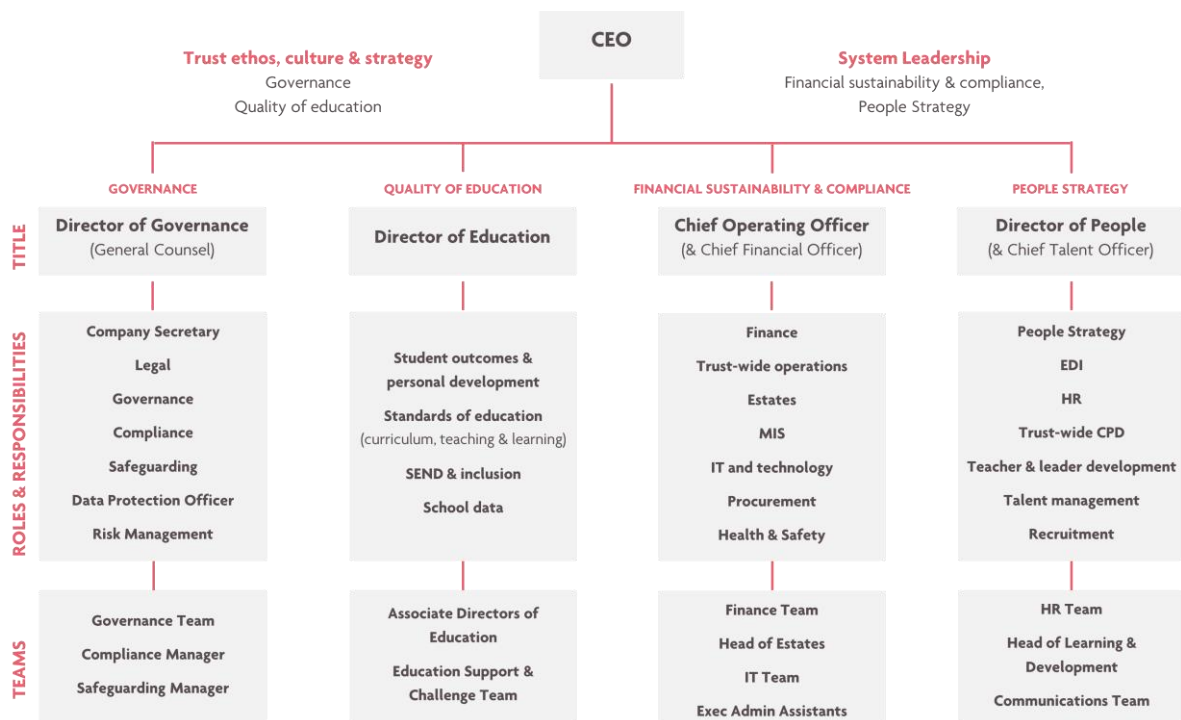 CEO
Trust ethos, culture & strategy
Governance
Quality of education
System Leadership
Financial sustainability & compliance,
People Strategy
GOVERNANCE
QUALITY OF EDUCATION
FINANCIAL SUSTAINABILITY & COMPLIANCE
PEOPLE STRATEGY
TITLE
Director of Governance
(General Counsel)
Director of Education
Chief Operating Officer
(& Chief Financial Officer)
Director of People
(& Chief Talent Officer)
ROLES & RESPONSIBILITIES
Company Secretary
Legal
Governance
Compliance
Safeguarding
Data Protection Officer
Risk Management
Student outcomes &
personal development
Standards of education
(curriculum, teaching & learning)
SEND & inclusion
School data
Finance
Trust-wide operations
Estates
MIS
IT and technology
Procurement
Health & Safety
People Strategy
EDI
HR
Trust-wide CPD
Teacher & leader development
Talent management
Recruitment
TEAMS
Governance Team
Compliance Manager
Safeguarding Manager
Associate Directors of
Education
Education Support &
Challenge Team
Finance Team
Head of Estates
IT Team
Exec Admin Assistants
HR Team
Head of Learning &
Development
Communications Team